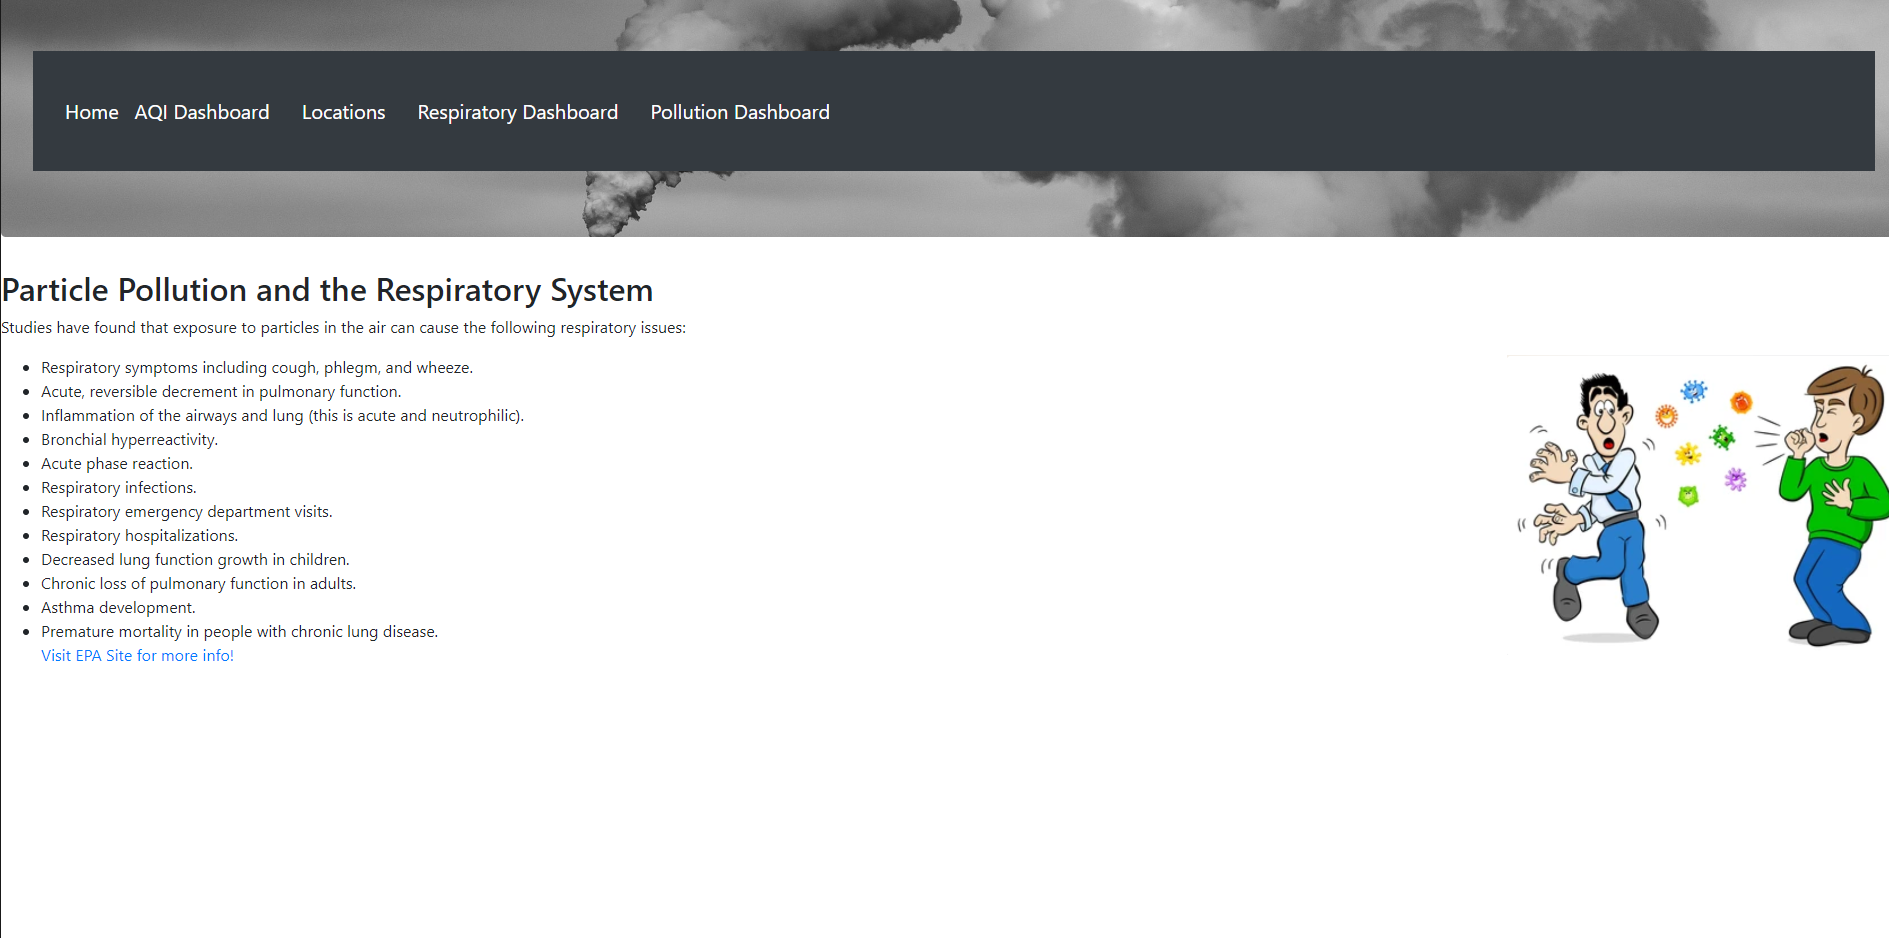 Home AQI Dashboard Locations Respiratory Dashboard Pollution Dashboard
Particle Pollution and the Respiratory System
Studies have found that exposure to particles in the air can cause the following respiratory issues:
Respiratory symptoms including cough, phlegm, and wheeze.
Acute, reversible decrement in pulmonary function.
Inflammation of the airways and lung (this is acute and neutrophilic).
Bronchial hyperreactivity.
Acute phase reaction.
Respiratory infections.
Respiratory emergency department visits.
Respiratory hospitalizations.
Decreased lung function growth in children.
Chronic loss of pulmonary function in adults.
Asthma development.
Premature mortality in people with chronic lung disease.
Visit EPA Site for more info!